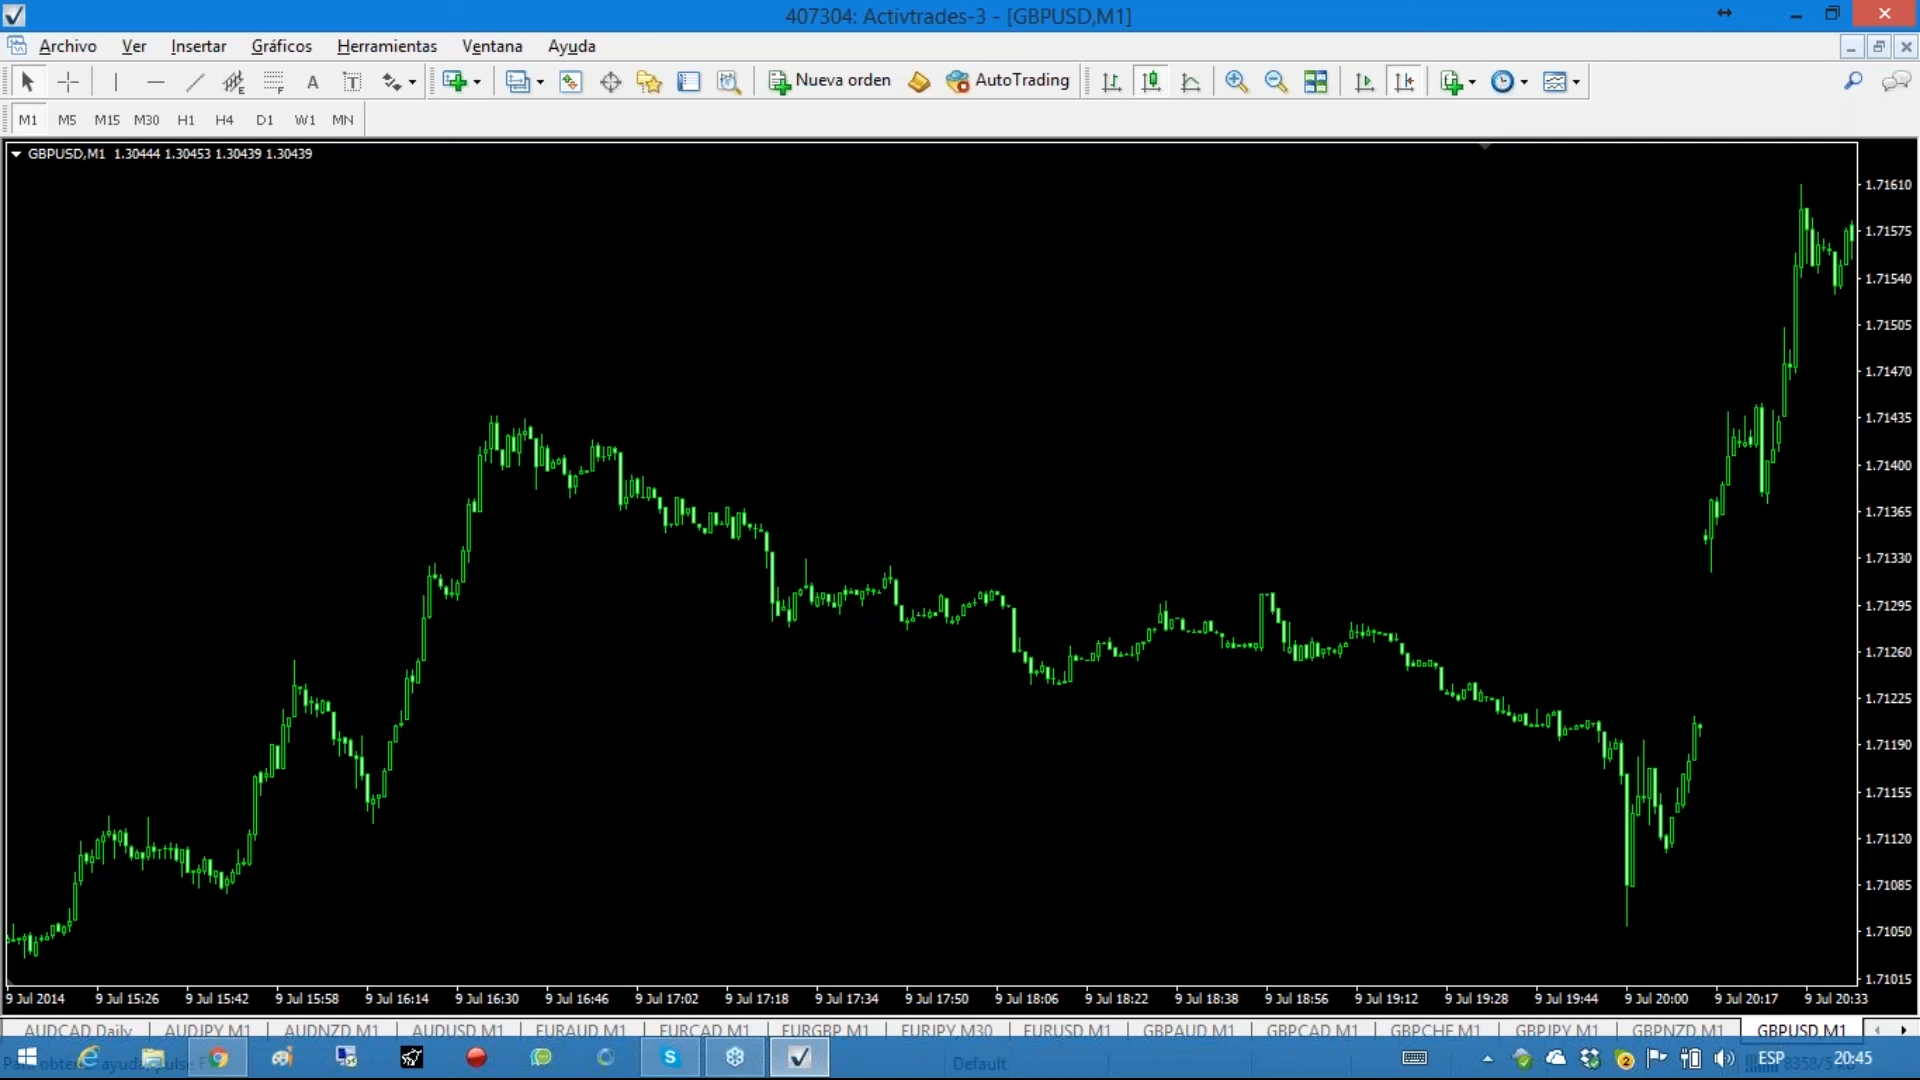 407304: Activtrades-3 - [GBPUSD,M1]
Archivo Ver Insertar Gráficos Herramientas Ventana Ayuda
Nueva orden AutoTrading
M1 M5 M15 M30 H1 H4 D1 W1 MN
GBPUSD,M1 1.30444 1.30453 1.30439 1.30439
1.71610
1.71575
1.71540
1.71505
1.71470
1.71435
1.71400
1.71365
1.71330
1.71295
1.71260
1.71225
1.71190
1.71155
1.71120
1.71085
1.71050
1.71015
9 Jul 2014 9 Jul 15:26 9 Jul 15:42 9 Jul 15:58 9 Jul 16:14 9 Jul 16:30 9 Jul 16:46 9 Jul 17:02 9 Jul 17:18 9 Jul 17:34 9 Jul 17:50 9 Jul 18:06 9 Jul 18:22 9 Jul 18:38 9 Jul 18:56 9 Jul 19:12 9 Jul 19:28 9 Jul 19:44 9 Jul 20:00 9 Jul 20:17 9 Jul 20:33
AUDCAD,Daily AUDJPY,M1 AUDNZD,M1 AUDUSD,M1 EURAUD,M1 EURCAD,M1 EURGBP,M1 EURJPY,M30 EURUSD,M1 GBPAUD,M1 GBPCAD,M1 GBPCHF,M1 GBPJPY,M1 GBPNZD,M1 GBPUSD,M1
Default
ESP 20:45